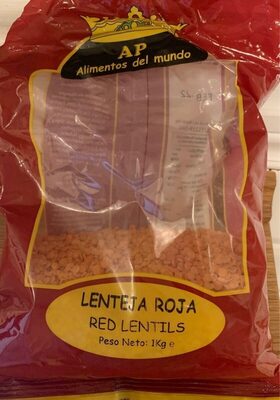 AP
Alimentos del mundo
LENTEJA ROJA
RED LENTILS
Peso Neto: 1Kg e